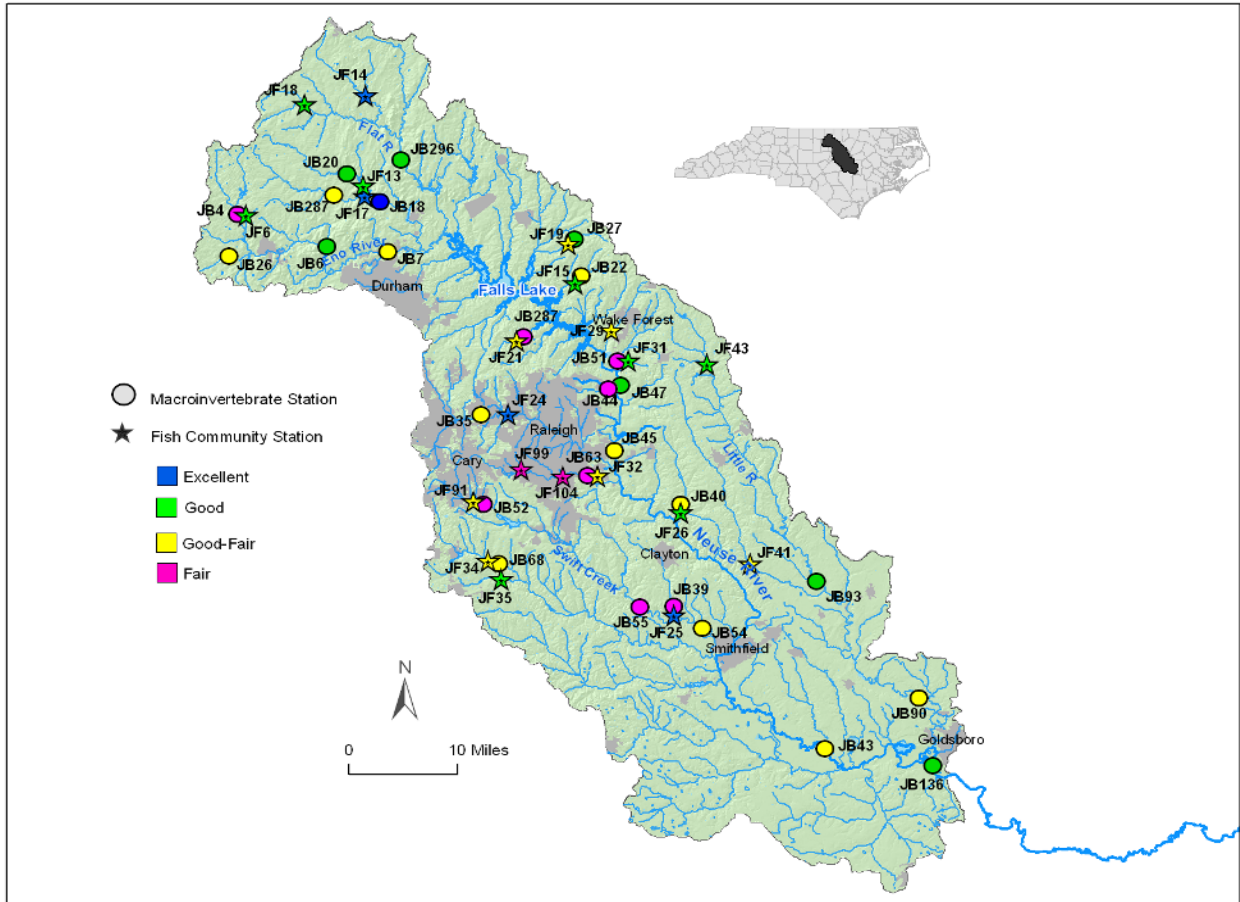 JF14
JF18
Flat R
JB296
JB20
JF13
JB287
JF17
JB18
JB4
JF6
JB26
JB6
Eno River
JB7
Durham
JF19
JB27
JF15
JB22
Falls Lake
JB287
JF21
JF29
Wake Forest
JB51
JF31
JF43
JB44
JB47
Macroinvertebrate Station
Fish Community Station
JF24
JB35
Raleigh
JB45
Cary
JF99
JB63
JF32
JF104
Little R
Excellent
Good
Good-Fair
Fair
JF91
JB52
JB40
JF26
Neuse River
Swift Creek
Clayton
JF41
JF34
JB68
JF35
JB93
JB39
JB55
JF25
JB54
Smithfield
N
0 10 Miles
JB90
JB43
Goldsboro
JB136